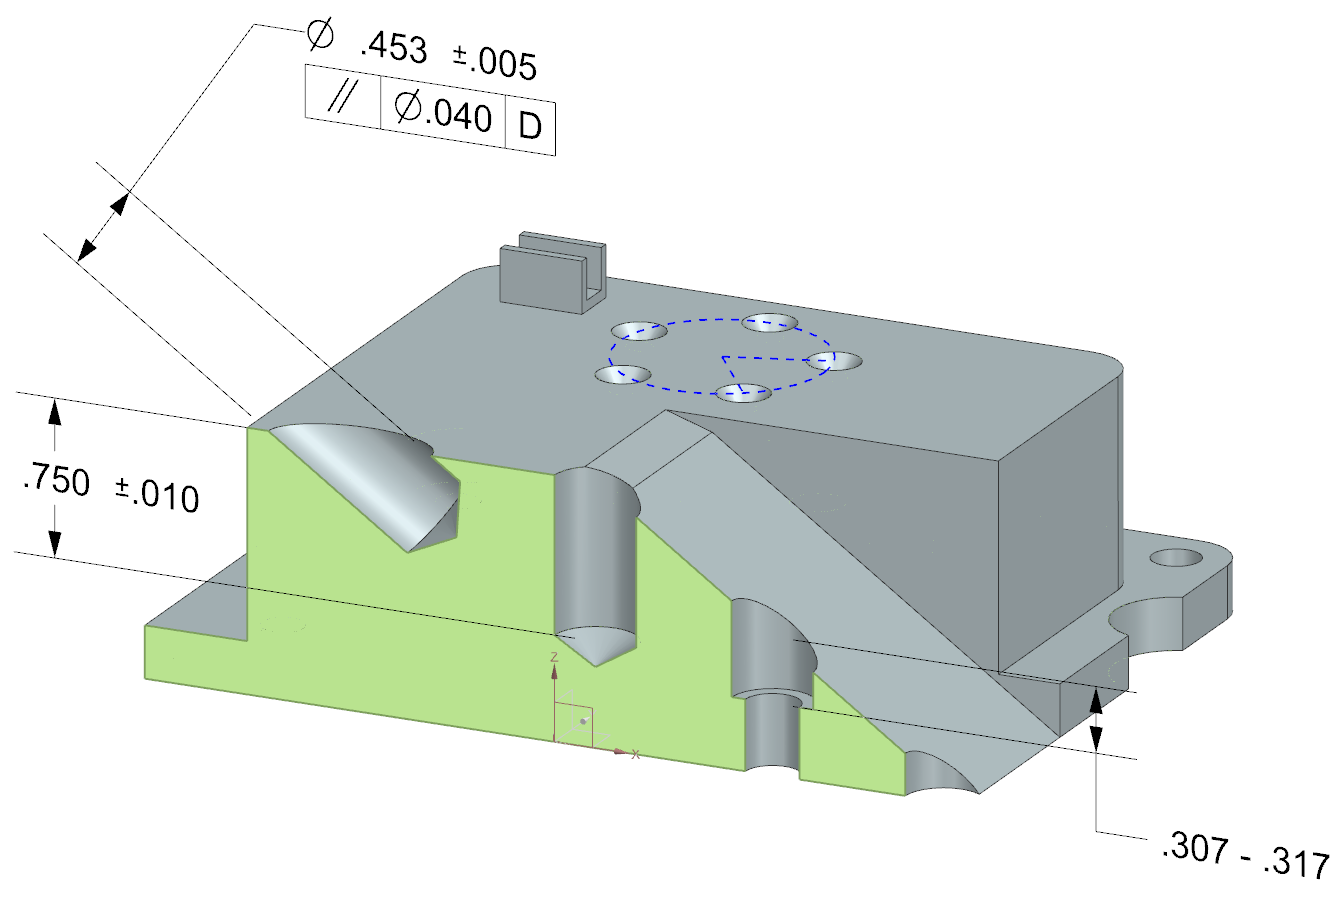 ⌀ .453 ±.005
// ⌀.040 D
.750 ±.010
Z
X
.307 - .317